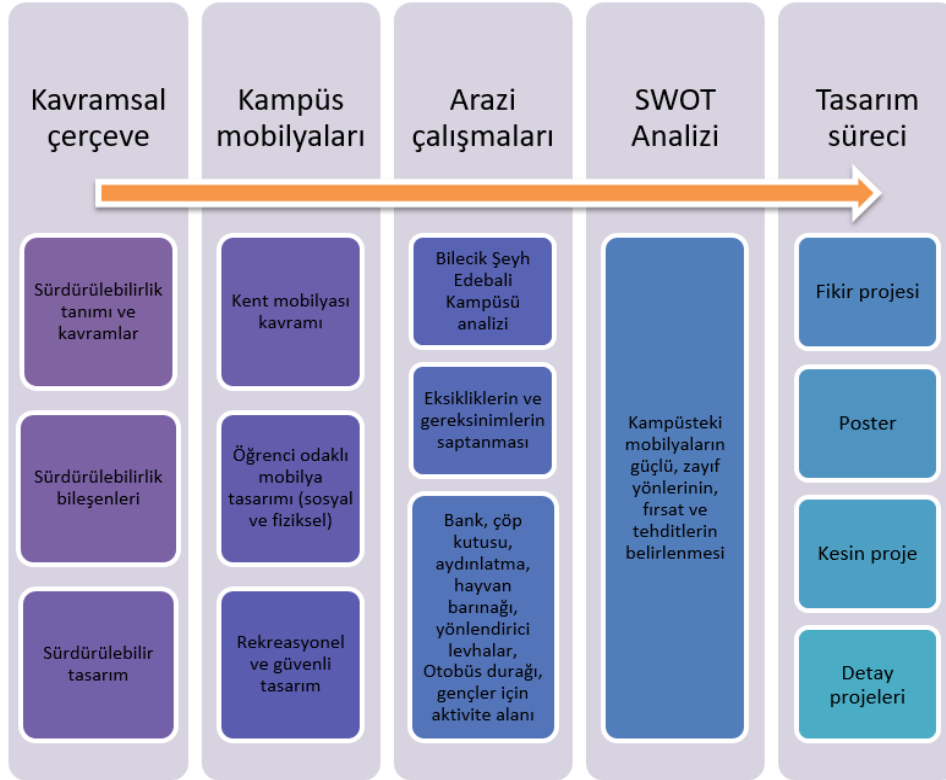 Kavramsal
çerçeve
Sürdürülebilirlik
tanımı ve
kavramlar
Sürdürülebilirlik
bileşenleri
Sürdürülebilir
tasarım
Kampüs
mobilyaları
Kent mobilyası
kavramı
Öğrenci odaklı
mobilya
tasarımı (sosyal
ve fiziksel)
Rekreasyonel
ve güvenli
tasarım
Arazi
çalışmaları
Bilecik Şeyh
Edebali
Kampüsü
analizi
Eksikliklerin ve
gereksinimlerin
saptanması
Bank, çöp
kutusu,
aydınlatma,
hayvan
barınağı,
yönlendirici
levhalar,
Otobüs durağı,
gençler için
aktivite alanı
SWOT
Analizi
Kampüsteki
mobilyaların
güçlü, zayıf
yönlerinin,
fırsat ve
tehditlerin
belirlenmesi
Tasarım
süreci
Fikir projesi
Poster
Kesin proje
Detay
projeleri